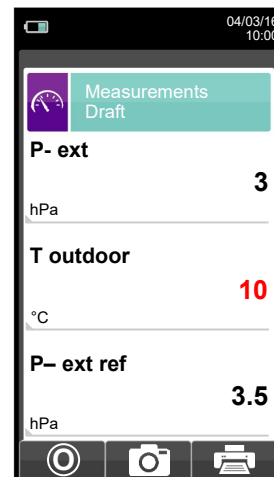 04/03/16
10:00
Measurements
Draft
P- ext
3
hPa
T outdoor
10
°C
P– ext ref
3.5
hPa